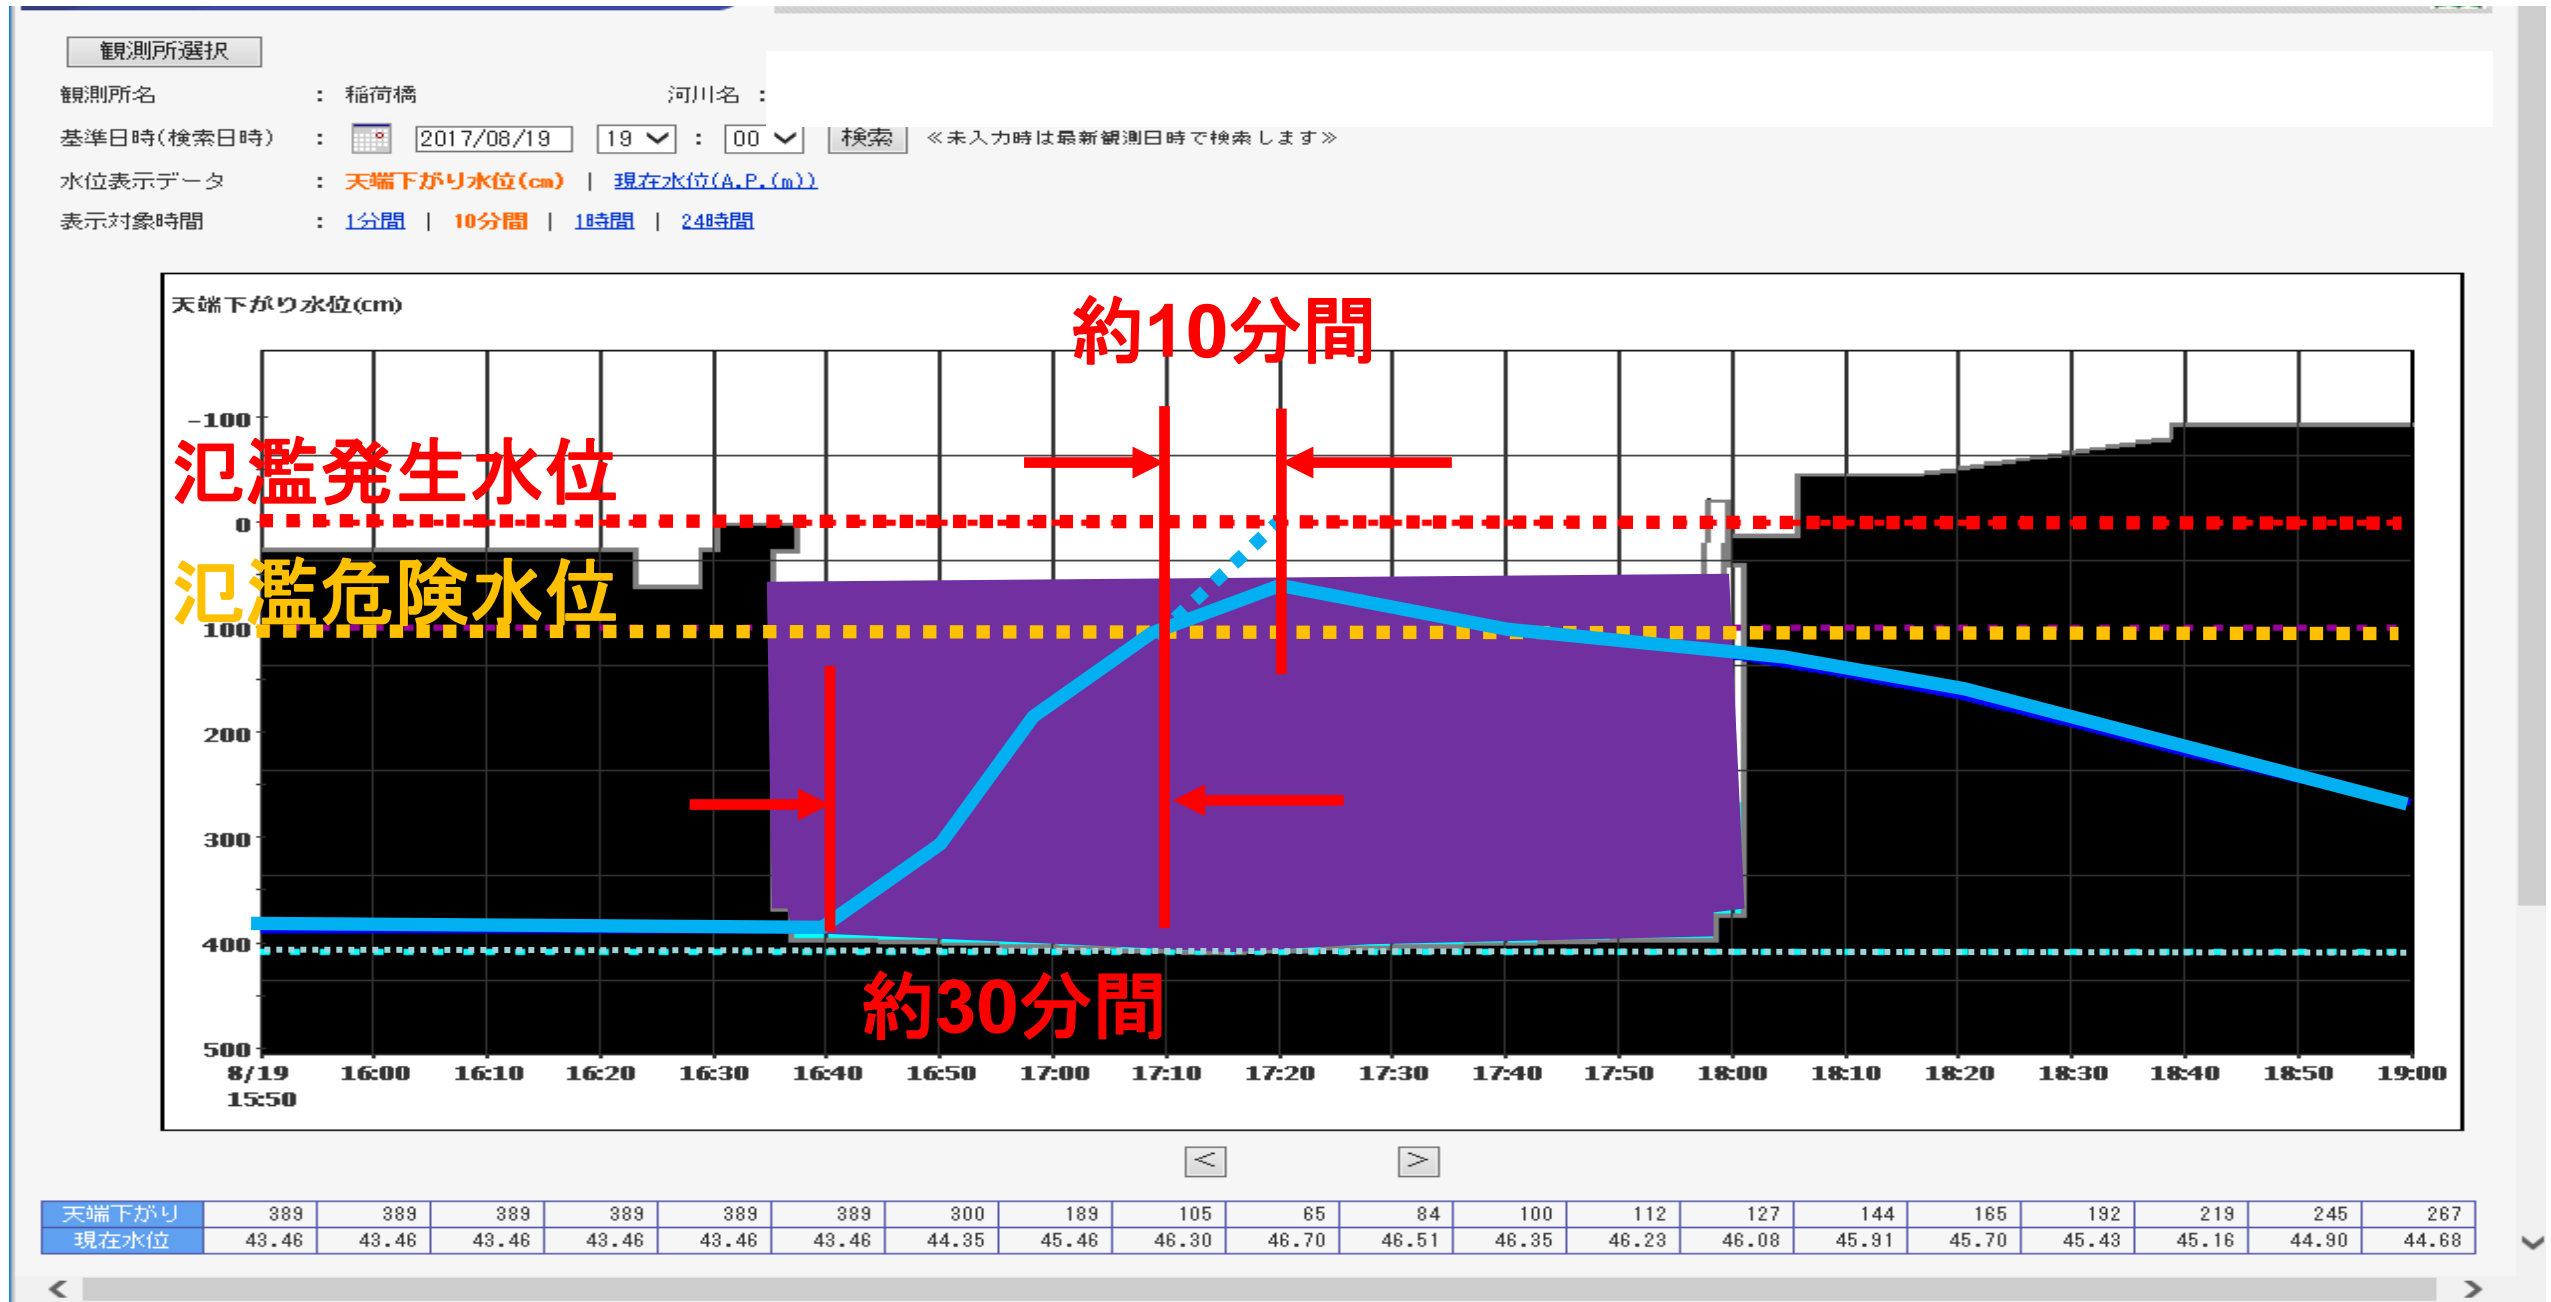 観測所選択
観測所名 : 稲荷橋 河川名 :
基準日時(検索日時) : 2017/08/19 19 : 00 検索 ≪未入力時は最新観測日時で検索します≫
水位表示データ : 天端下がり水位(cm) | 現在水位(A.P.(m))
表示対象時間 : 1分間 | 10分間 | 1時間 | 24時間
天端下がり水位(cm)
約10分間
-100
氾濫発生水位
0
氾濫危険水位
100
200
300
400
約30分間
500
8/19 16:00 16:10 16:20 16:30 16:40 16:50 17:00 17:10 17:20 17:30 17:40 17:50 18:00 18:10 18:20 18:30 18:40 18:50 19:00
15:50
< >
天端下がり 389 389 389 389 389 389 300 189 105 65 84 100 112 127 144 165 192 219 245 267
現在水位 43.46 43.46 43.46 43.46 43.46 43.46 44.35 45.46 46.30 46.70 46.51 46.35 46.23 46.08 45.91 45.70 45.43 45.16 44.90 44.68